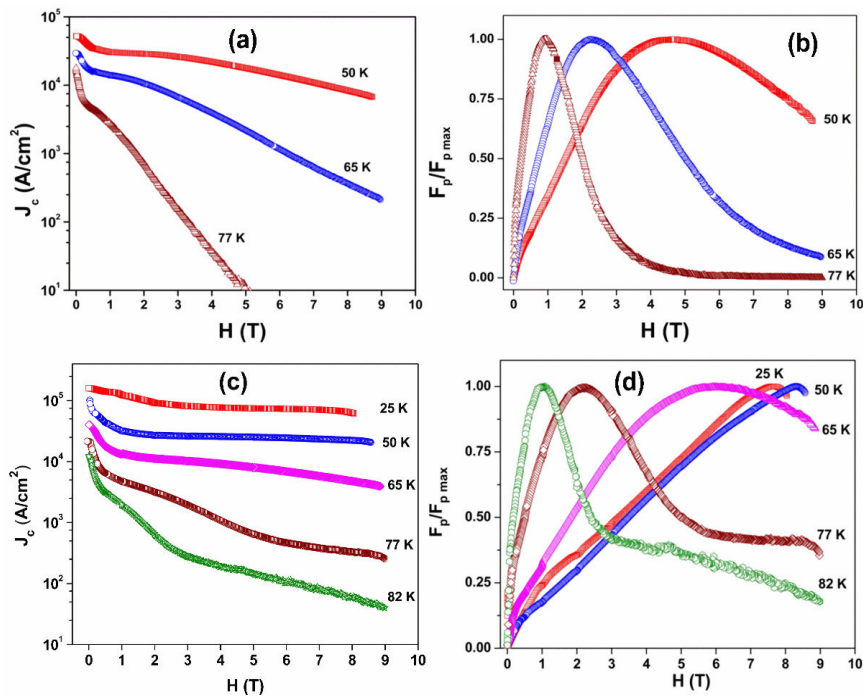 (a)
10^5
10^4
10^3
10^2
10^1
J_c (A/cm^2)
50 K
65 K
77 K
0 1 2 3 4 5 6 7 8 9 10
H (T)
(b)
1.00
0.75
0.50
0.25
0.00
F_p/F_p max
50 K
65 K
77 K
0 1 2 3 4 5 6 7 8 9 10
H (T)
(c)
10^5
10^4
10^3
10^2
10^1
J_c (A/cm^2)
25 K
50 K
65 K
77 K
82 K
0 1 2 3 4 5 6 7 8 9 10
H (T)
(d)
1.00
0.75
0.50
0.25
0.00
F_p/F_p max
25 K
50 K
65 K
77 K
82 K
0 1 2 3 4 5 6 7 8 9 10
H (T)